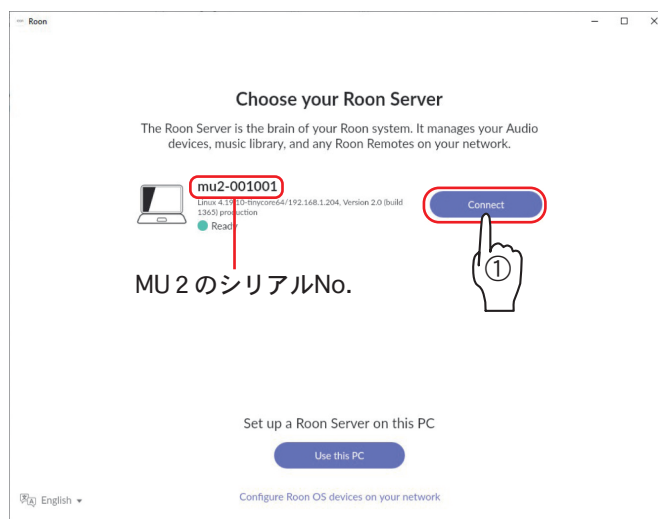 Roon
Choose your Roon Server
The Roon Server is the brain of your Roon system. It manages your Audio
devices, music library, and any Roon Remotes on your network.
mu2-001001
Linux 4.19.10-tinycore64/192.168.1.204, Version 2.0 (build
1365) production
Ready
Connect
①
MU 2 のシリアルNo.
Set up a Roon Server on this PC
Use this PC
Configure Roon OS devices on your network
English